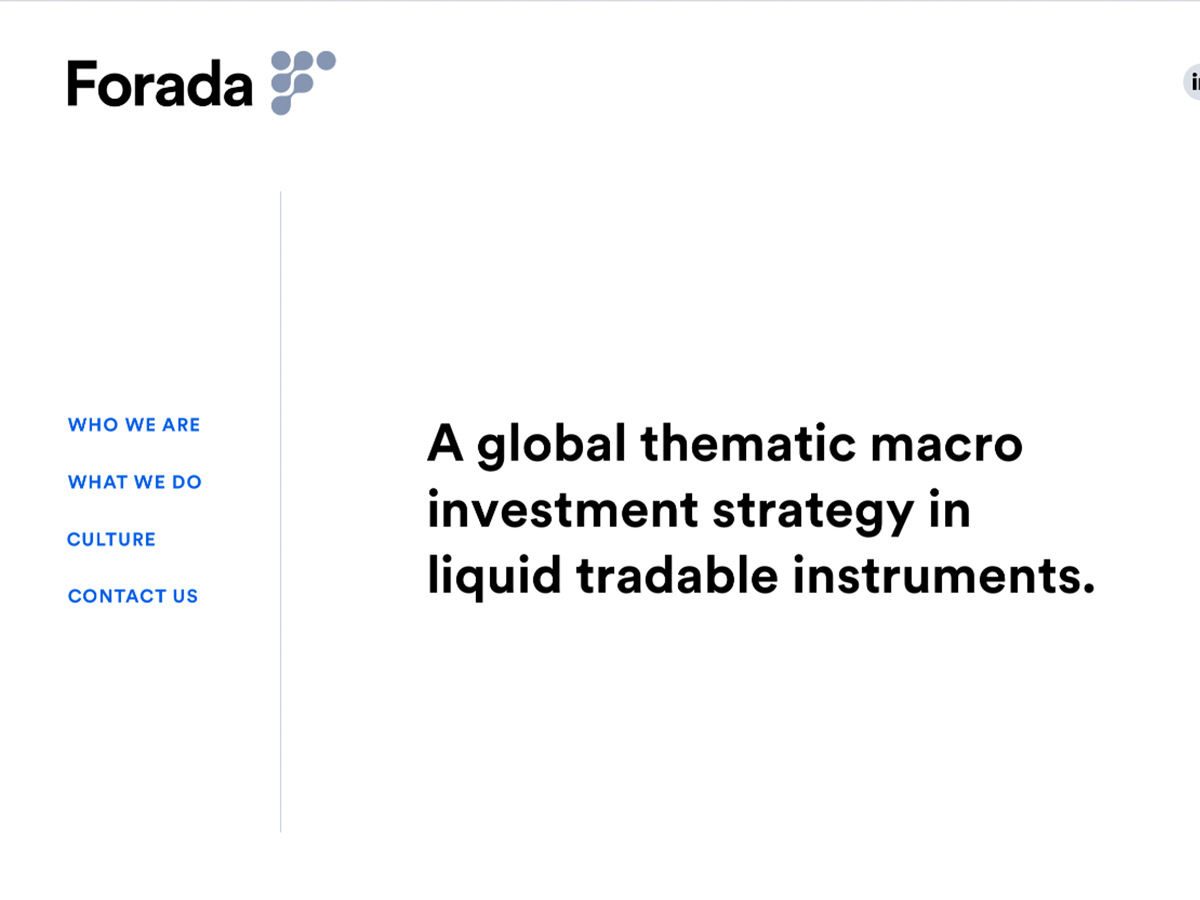 Forada
WHO WE ARE
WHAT WE DO
CULTURE
CONTACT US
A global thematic macro
investment strategy in
liquid tradable instruments.